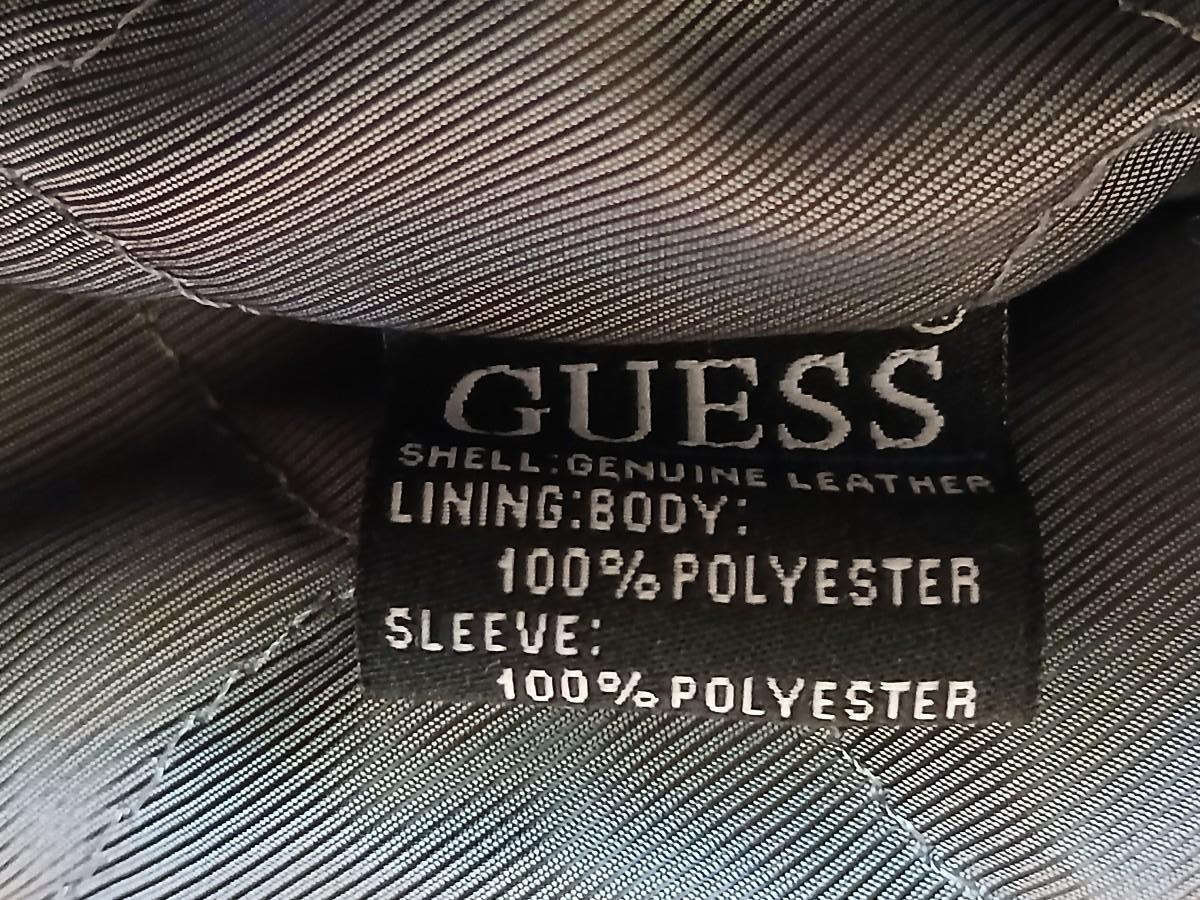 GUESS
SHELL:GENUINE LEATHER
LINING:BODY:
100%POLYESTER
SLEEVE:
100%POLYESTER